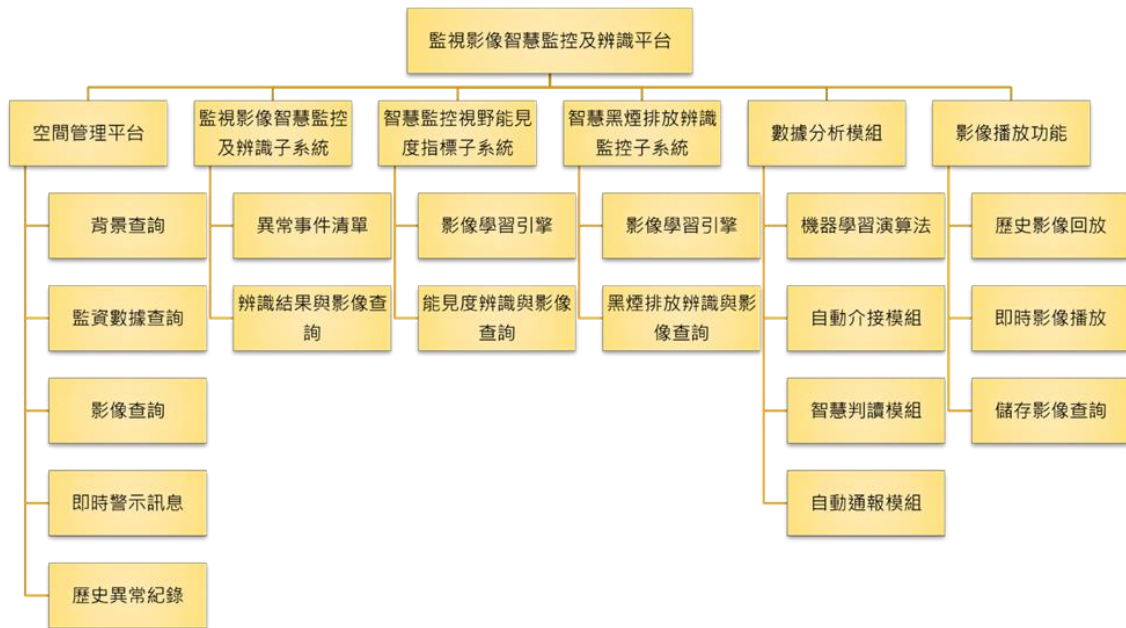 監視影像智慧監控及辨識平台
空間管理平台
監視影像智慧監控
及辨識子系統
智慧監控視野能見
度指標子系統
智慧黑煙排放辨識
監控子系統
數據分析模組
影像播放功能
背景查詢
異常事件清單
影像學習引擎
影像學習引擎
機器學習演算法
歷史影像回放
監資數據查詢
辨識結果與影像查
詢
能見度辨識與影像
查詢
黑煙排放辨識與影
像查詢
自動介接模組
即時影像播放
影像查詢
智慧判讀模組
儲存影像查詢
即時警示訊息
自動通報模組
歷史異常紀錄